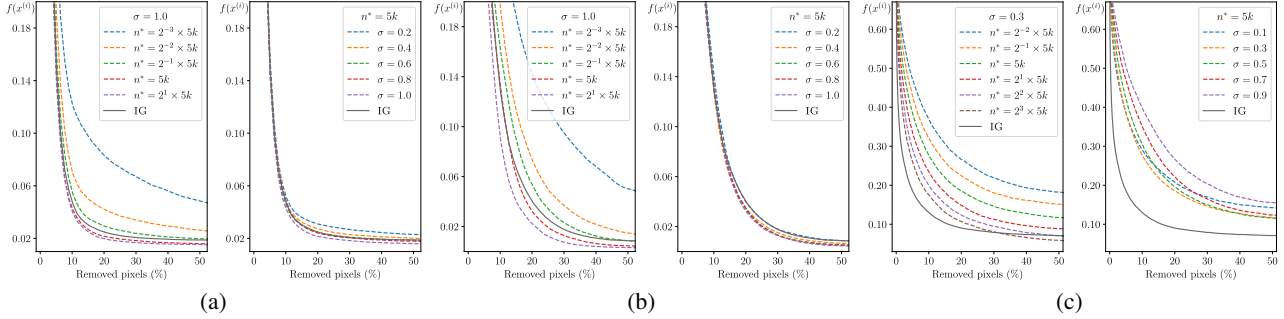 f(x^{(i)})
σ = 1.0
n* = 2^{-3} × 5k
n* = 2^{-2} × 5k
n* = 2^{-1} × 5k
n* = 5k
n* = 2^1 × 5k
IG
0.18
0.14
0.10
0.06
0.02
0 10 20 30 40 50
Removed pixels (%)
f(x^{(i)})
n* = 5k
σ = 0.2
σ = 0.4
σ = 0.6
σ = 0.8
σ = 1.0
IG
0.18
0.14
0.10
0.06
0.02
0 10 20 30 40 50
Removed pixels (%)
(a)
f(x^{(i)})
σ = 1.0
n* = 2^{-3} × 5k
n* = 2^{-2} × 5k
n* = 2^{-1} × 5k
n* = 5k
n* = 2^1 × 5k
IG
0.18
0.14
0.10
0.06
0.02
0 10 20 30 40 50
Removed pixels (%)
f(x^{(i)})
n* = 5k
σ = 0.2
σ = 0.4
σ = 0.6
σ = 0.8
σ = 1.0
IG
0.18
0.14
0.10
0.06
0.02
0 10 20 30 40 50
Removed pixels (%)
(b)
f(x^{(i)})
σ = 0.3
n* = 2^{-2} × 5k
n* = 2^{-1} × 5k
n* = 5k
n* = 2^1 × 5k
n* = 2^2 × 5k
n* = 2^3 × 5k
IG
0.60
0.50
0.40
0.30
0.20
0.10
0 10 20 30 40 50
Removed pixels (%)
f(x^{(i)})
n* = 5k
σ = 0.1
σ = 0.3
σ = 0.5
σ = 0.7
σ = 0.9
IG
0.60
0.50
0.40
0.30
0.20
0.10
0 10 20 30 40 50
Removed pixels (%)
(c)